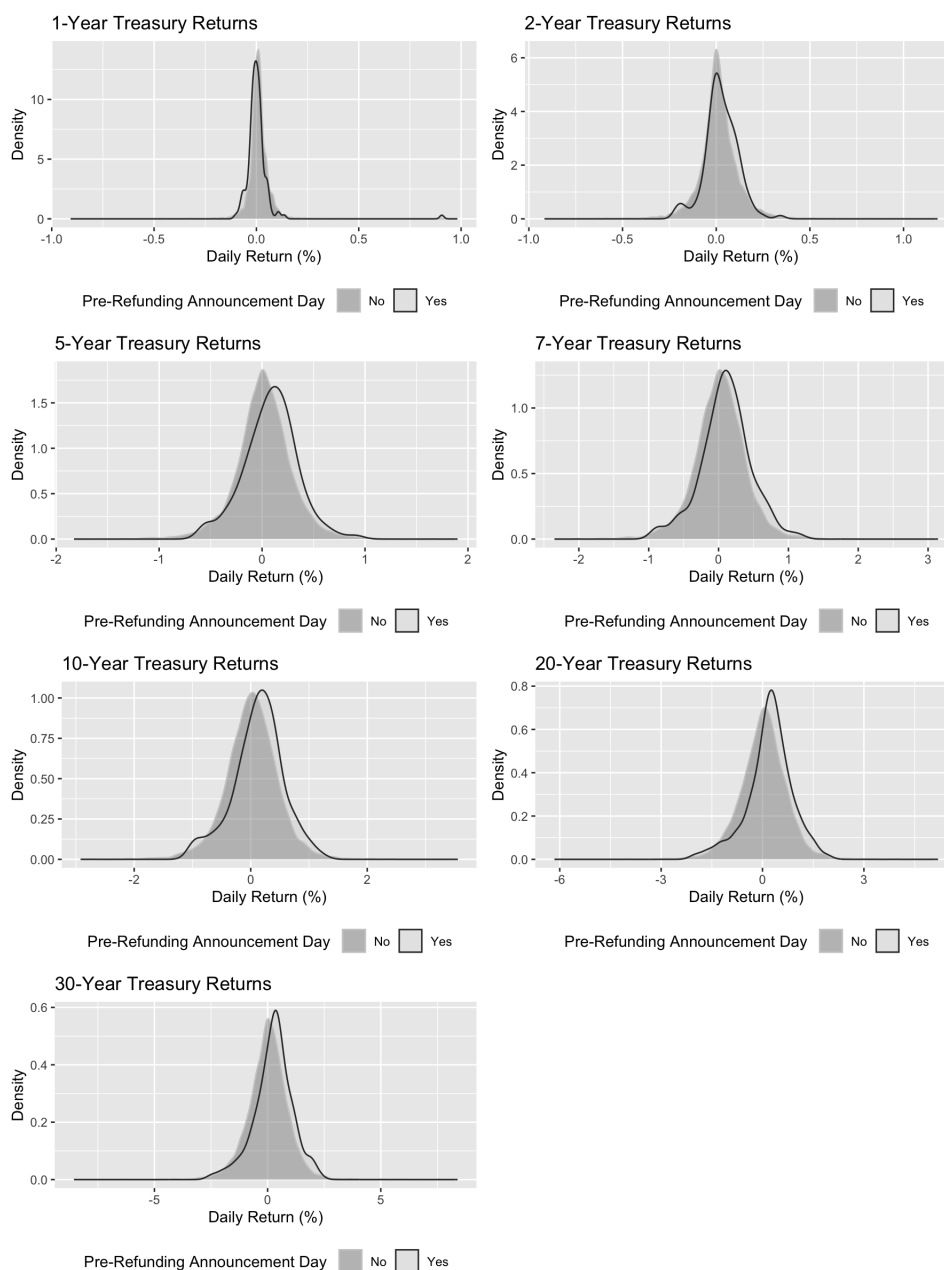 1-Year Treasury Returns
Density
10
5
0
-1.0 -0.5 0.0 0.5 1.0
Daily Return (%)
Pre-Refunding Announcement Day No Yes
2-Year Treasury Returns
Density
6
4
2
0
-1.0 -0.5 0.0 0.5 1.0
Daily Return (%)
Pre-Refunding Announcement Day No Yes
5-Year Treasury Returns
Density
1.5
1.0
0.5
0.0
-2 -1 0 1 2
Daily Return (%)
Pre-Refunding Announcement Day No Yes
7-Year Treasury Returns
Density
1.0
0.5
0.0
-2 -1 0 1 2 3
Daily Return (%)
Pre-Refunding Announcement Day No Yes
10-Year Treasury Returns
Density
1.00
0.75
0.50
0.25
0.00
-2 0 2
Daily Return (%)
Pre-Refunding Announcement Day No Yes
20-Year Treasury Returns
Density
0.8
0.6
0.4
0.2
0.0
-6 -3 0 3
Daily Return (%)
Pre-Refunding Announcement Day No Yes
30-Year Treasury Returns
Density
0.6
0.4
0.2
0.0
-5 0 5
Daily Return (%)
Pre-Refunding Announcement Day No Yes